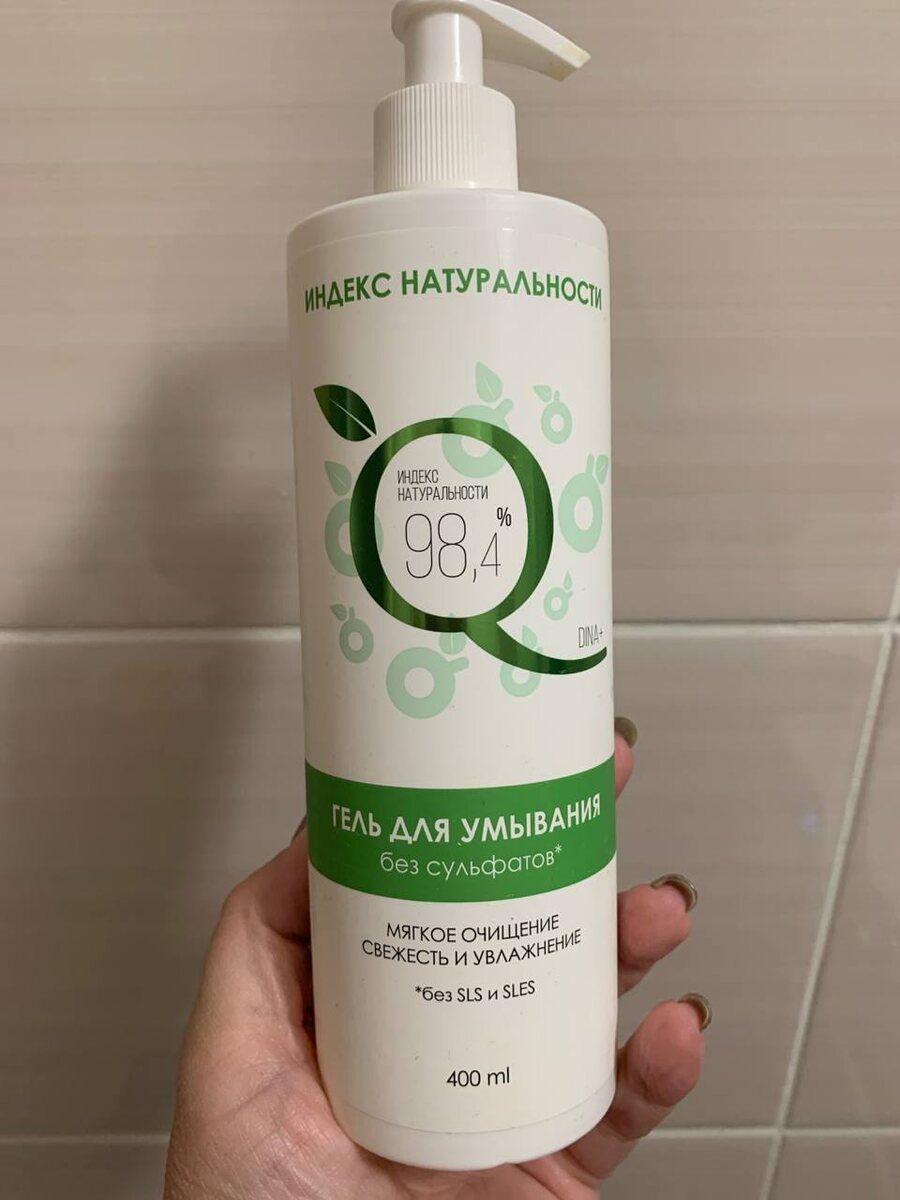 ИНДЕКС НАТУРАЛЬНОСТИ
ИНДЕКС
НАТУРАЛЬНОСТИ
98,4%
DINA+
ГЕЛЬ ДЛЯ УМЫВАНИЯ
без сульфатов*
МЯГКОЕ ОЧИЩЕНИЕ
СВЕЖЕСТЬ И УВЛАЖНЕНИЕ
*без SLS и SLES
400 ml